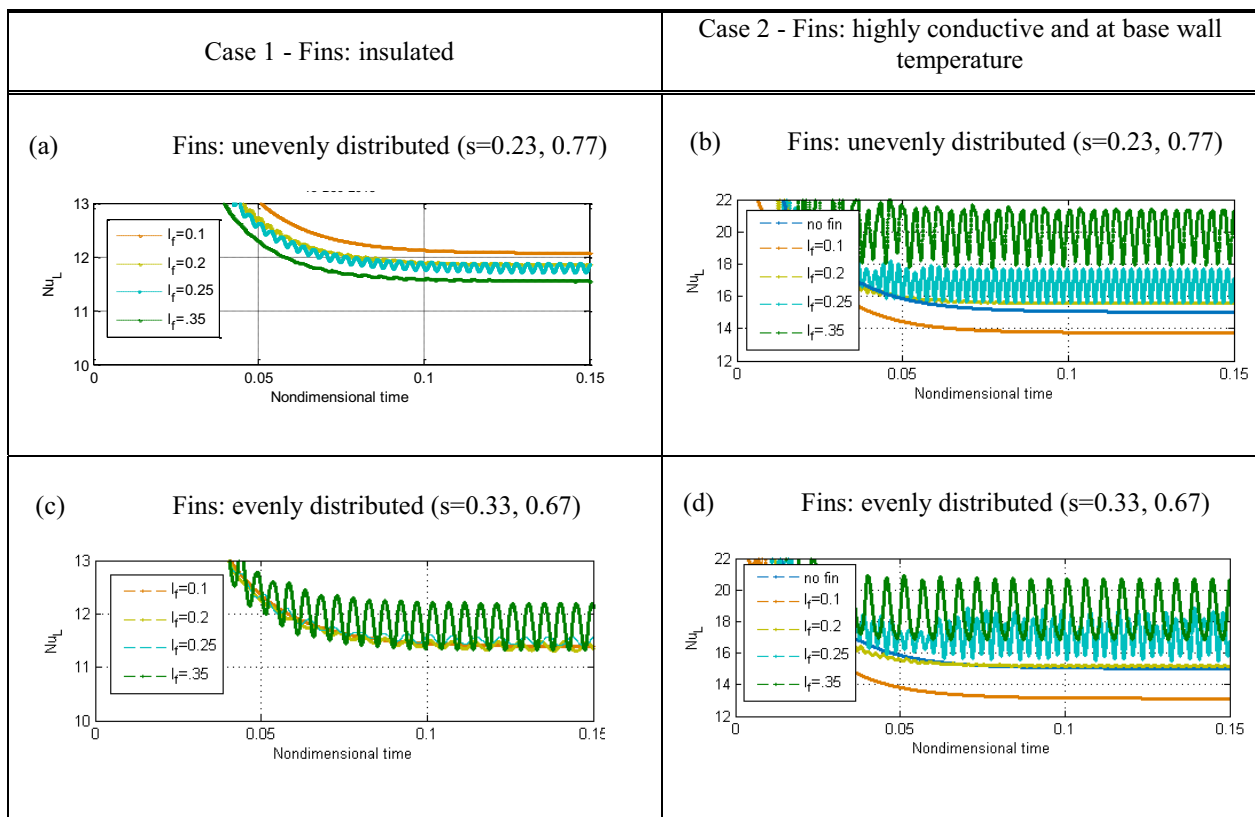 Case 1 - Fins: insulated
Case 2 - Fins: highly conductive and at base wall
temperature
(a) Fins: unevenly distributed (s=0.23, 0.77)
13
12
11
10
Nu_L
l_f=0.1
l_f=0.2
l_f=0.25
l_f=.35
0 0.05 0.1 0.15
Nondimensional time
(b) Fins: unevenly distributed (s=0.23, 0.77)
22
20
18
16
14
12
Nu_L
no fin
l_f=0.1
l_f=0.2
l_f=0.25
l_f=.35
0 0.05 0.1 0.15
Nondimensional time
(c) Fins: evenly distributed (s=0.33, 0.67)
13
12
11
10
Nu_L
l_f=0.1
l_f=0.2
l_f=0.25
l_f=.35
0 0.05 0.1 0.15
Nondimensional time
(d) Fins: evenly distributed (s=0.33, 0.67)
22
20
18
16
14
12
Nu_L
no fin
l_f=0.1
l_f=0.2
l_f=0.25
l_f=.35
0 0.05 0.1 0.15
Nondimensional time